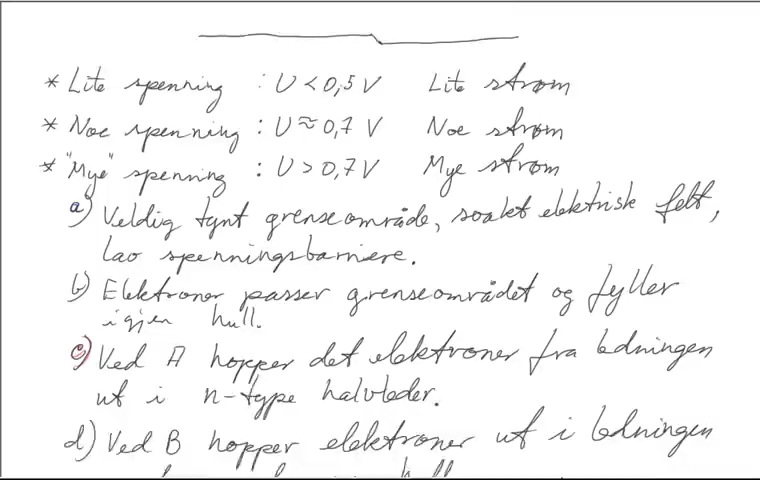 * Lite spenning : U < 0,5 V Lite strøm
* Noe spenning : U ≈ 0,7 V Noe strøm
* "Mye" spenning : U > 0,7 V Mye strøm
a) Veldig tynt grenseområde, svakt elektrisk felt,
lav spenningsbarriere.
b) Elektroner passer grenseområdet og fyller
igjen hull.
c) Ved A hopper det elektroner fra ledningen
ut i n-type halvleder.
d) Ved B hopper elektroner ut i ledningen